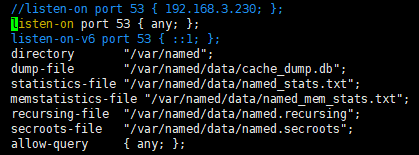 //listen-on port 53 { 192.168.3.230; };
listen-on port 53 { any; };
listen-on-v6 port 53 { ::1; };
directory "/var/named";
dump-file "/var/named/data/cache_dump.db";
statistics-file "/var/named/data/named_stats.txt";
memstatistics-file "/var/named/data/named_mem_stats.txt";
recursing-file "/var/named/data/named.recursing";
secroots-file "/var/named/data/named.secroots";
allow-query { any; };